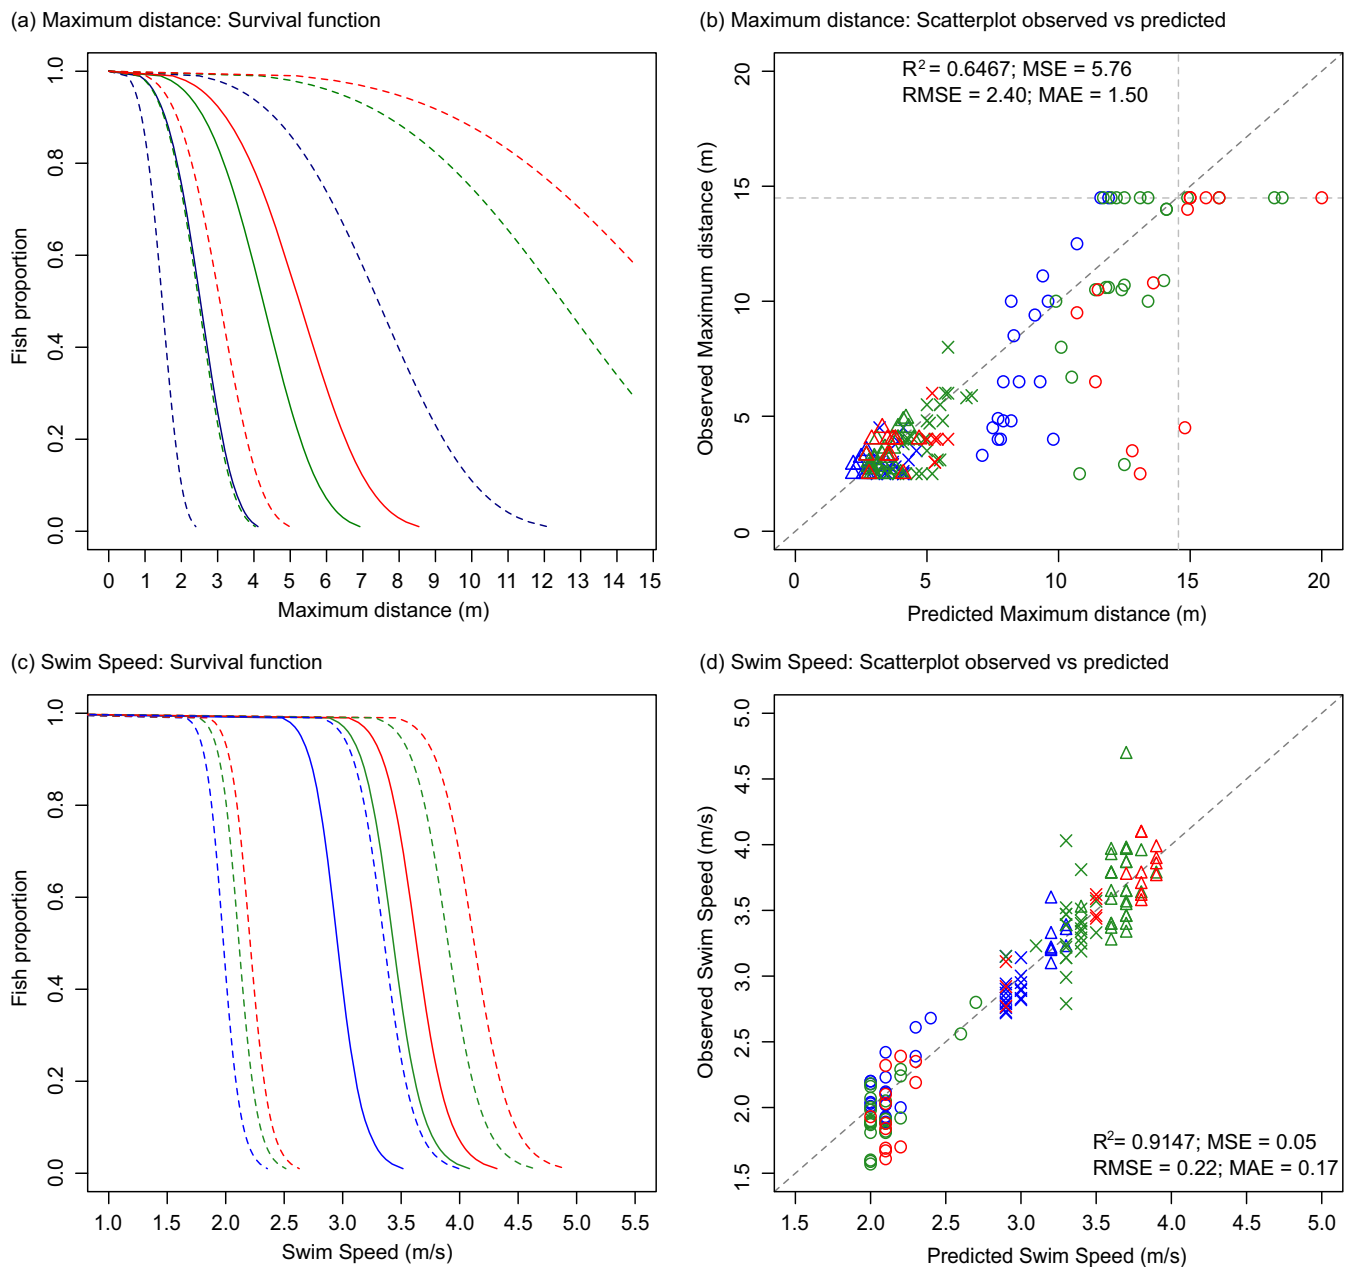 (a) Maximum distance: Survival function
Fish proportion
1.0
0.8
0.6
0.4
0.2
0.0
0 1 2 3 4 5 6 7 8 9 10 11 12 13 14 15
Maximum distance (m)
(b) Maximum distance: Scatterplot observed vs predicted
R² = 0.6467; MSE = 5.76
RMSE = 2.40; MAE = 1.50
Observed Maximum distance (m)
20
15
10
5
0
0 5 10 15 20
Predicted Maximum distance (m)
(c) Swim Speed: Survival function
Fish proportion
1.0
0.8
0.6
0.4
0.2
0.0
1.0 2.0 2.5 3.0 3.5 4.0 4.5 5.0 5.5
Swim Speed (m/s)
(d) Swim Speed: Scatterplot observed vs predicted
Observed Swim Speed (m/s)
5.0
4.5
4.0
3.5
3.0
2.5
2.0
1.5
R² = 0.9147; MSE = 0.05
RMSE = 0.22; MAE = 0.17
1.5 2.0 2.5 3.0 3.5 4.0 4.5 5.0
Predicted Swim Speed (m/s)